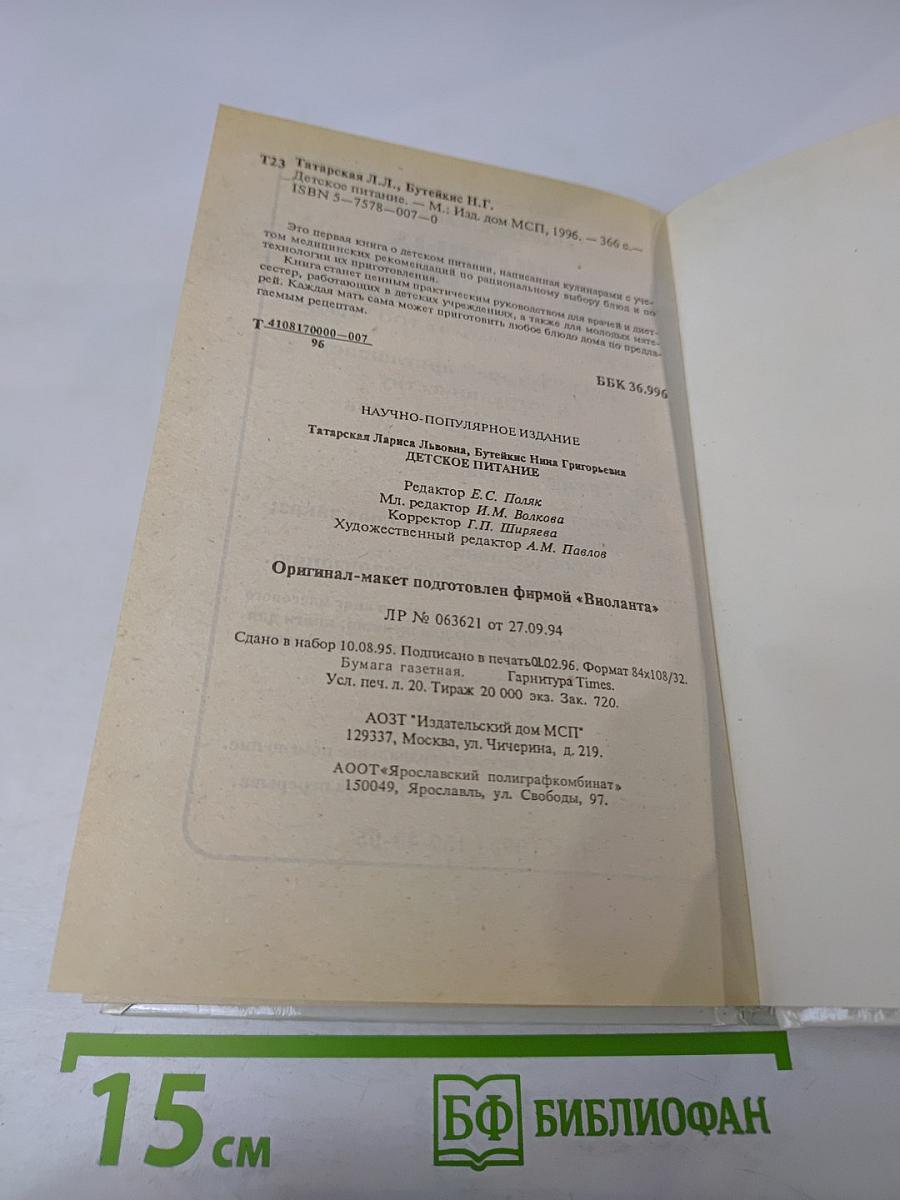 Т23 Татарская Л.Л., Бутейкис Н.Г.
Детское питание. — М.: Изд. дом МСП, 1996. — 366 с.—
ISBN 5—7578—007—0
Это первая книга о детском питании, написанная кулинарами с уче-
том медицинских рекомендаций по рациональному выбору блюд и по
технологии их приготовления.
Книга станет ценным практическим руководством для врачей и диет-
сестер, работающих в детских учреждениях, а также для молодых мате-
рей. Каждая мать сама может приготовить любое блюдо дома по предла-
гаемым рецептам.
Т 4108170000—007
96
ББК 36.996
НАУЧНО-ПОПУЛЯРНОЕ ИЗДАНИЕ
Татарская Лариса Львовна, Бутейкис Нина Григорьевна
ДЕТСКОЕ ПИТАНИЕ
Редактор Е.С. Поляк
Мл. редактор И.М. Волкова
Корректор Г.П. Ширяева
Художественный редактор А.М. Павлов
Оригинал-макет подготовлен фирмой «Виоланта»
ЛР № 063621 от 27.09.94
Сдано в набор 10.08.95. Подписано в печать01.02.96. Формат 84х108/32.
Бумага газетная. Гарнитура Times.
Усл. печ. л. 20. Тираж 20 000 экз. Зак. 720.
АОЗТ "Издательский дом МСП"
129337, Москва, ул. Чичерина, д. 219.
АООТ«Ярославский полиграфкомбинат»
150049, Ярославль, ул. Свободы, 97.
15 см
БФ БИБЛИОФАН